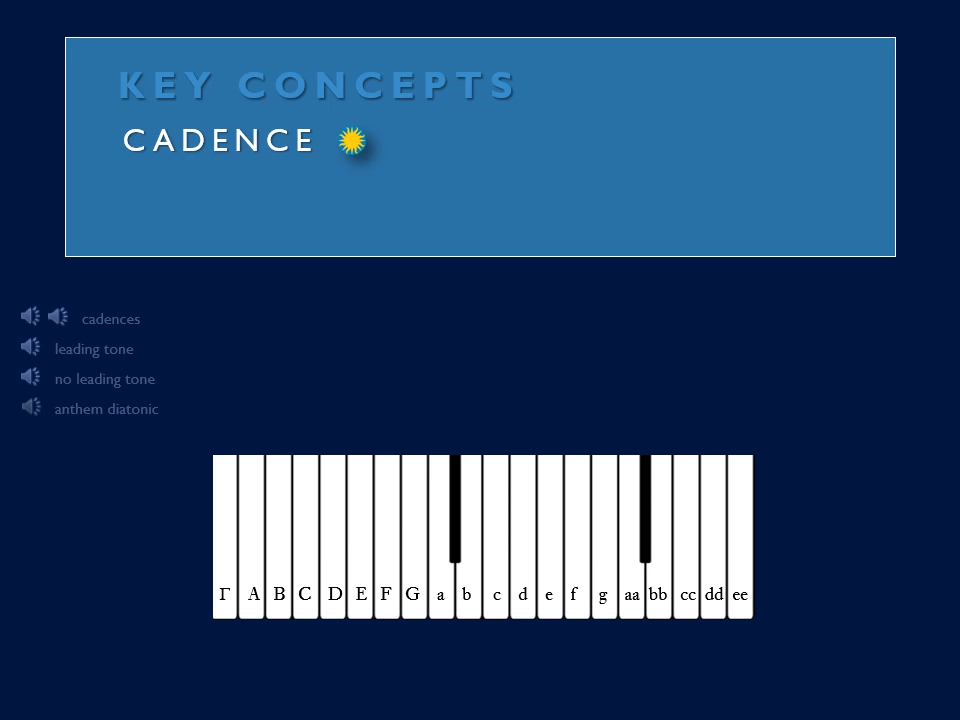 KEY CONCEPTS
CADENCE
cadences
leading tone
no leading tone
anthem diatonic
Γ A B C D E F G a b c d e f g aa bb cc dd ee